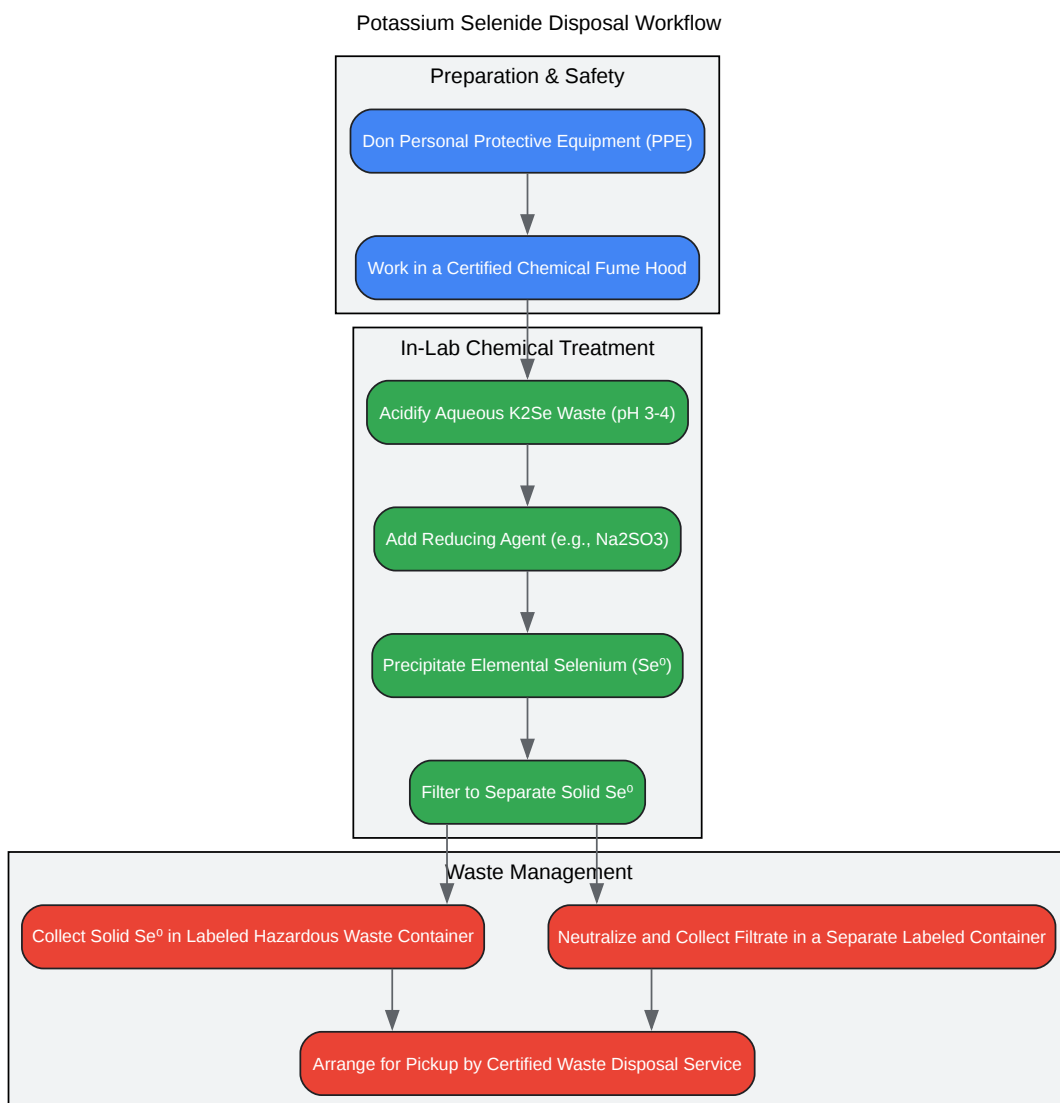 Potassium Selenide Disposal Workflow
Preparation & Safety
Don Personal Protective Equipment (PPE)
Work in a Certified Chemical Fume Hood
In-Lab Chemical Treatment
Acidify Aqueous K2Se Waste (pH 3-4)
Add Reducing Agent (e.g., Na2SO3)
Precipitate Elemental Selenium (Se⁰)
Filter to Separate Solid Se⁰
Waste Management
Collect Solid Se⁰ in Labeled Hazardous Waste Container
Neutralize and Collect Filtrate in a Separate Labeled Container
Arrange for Pickup by Certified Waste Disposal Service